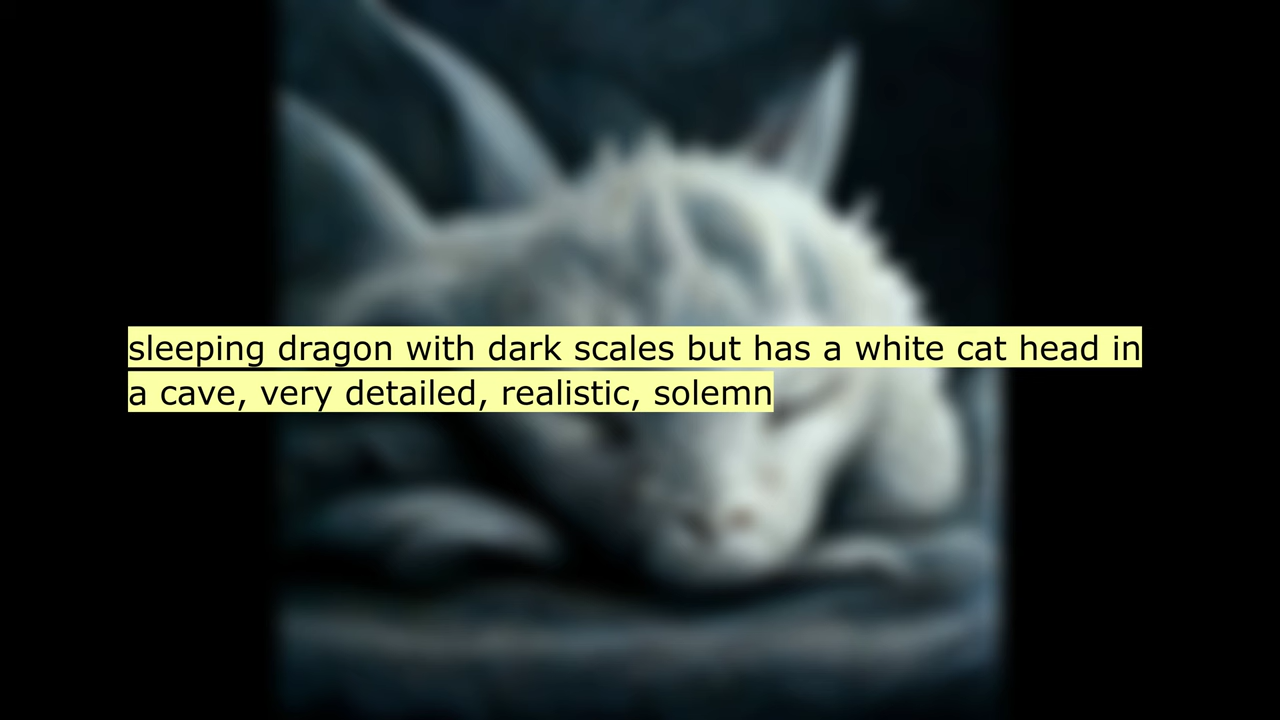 sleeping dragon with dark scales but has a white cat head in
a cave, very detailed, realistic, solemn